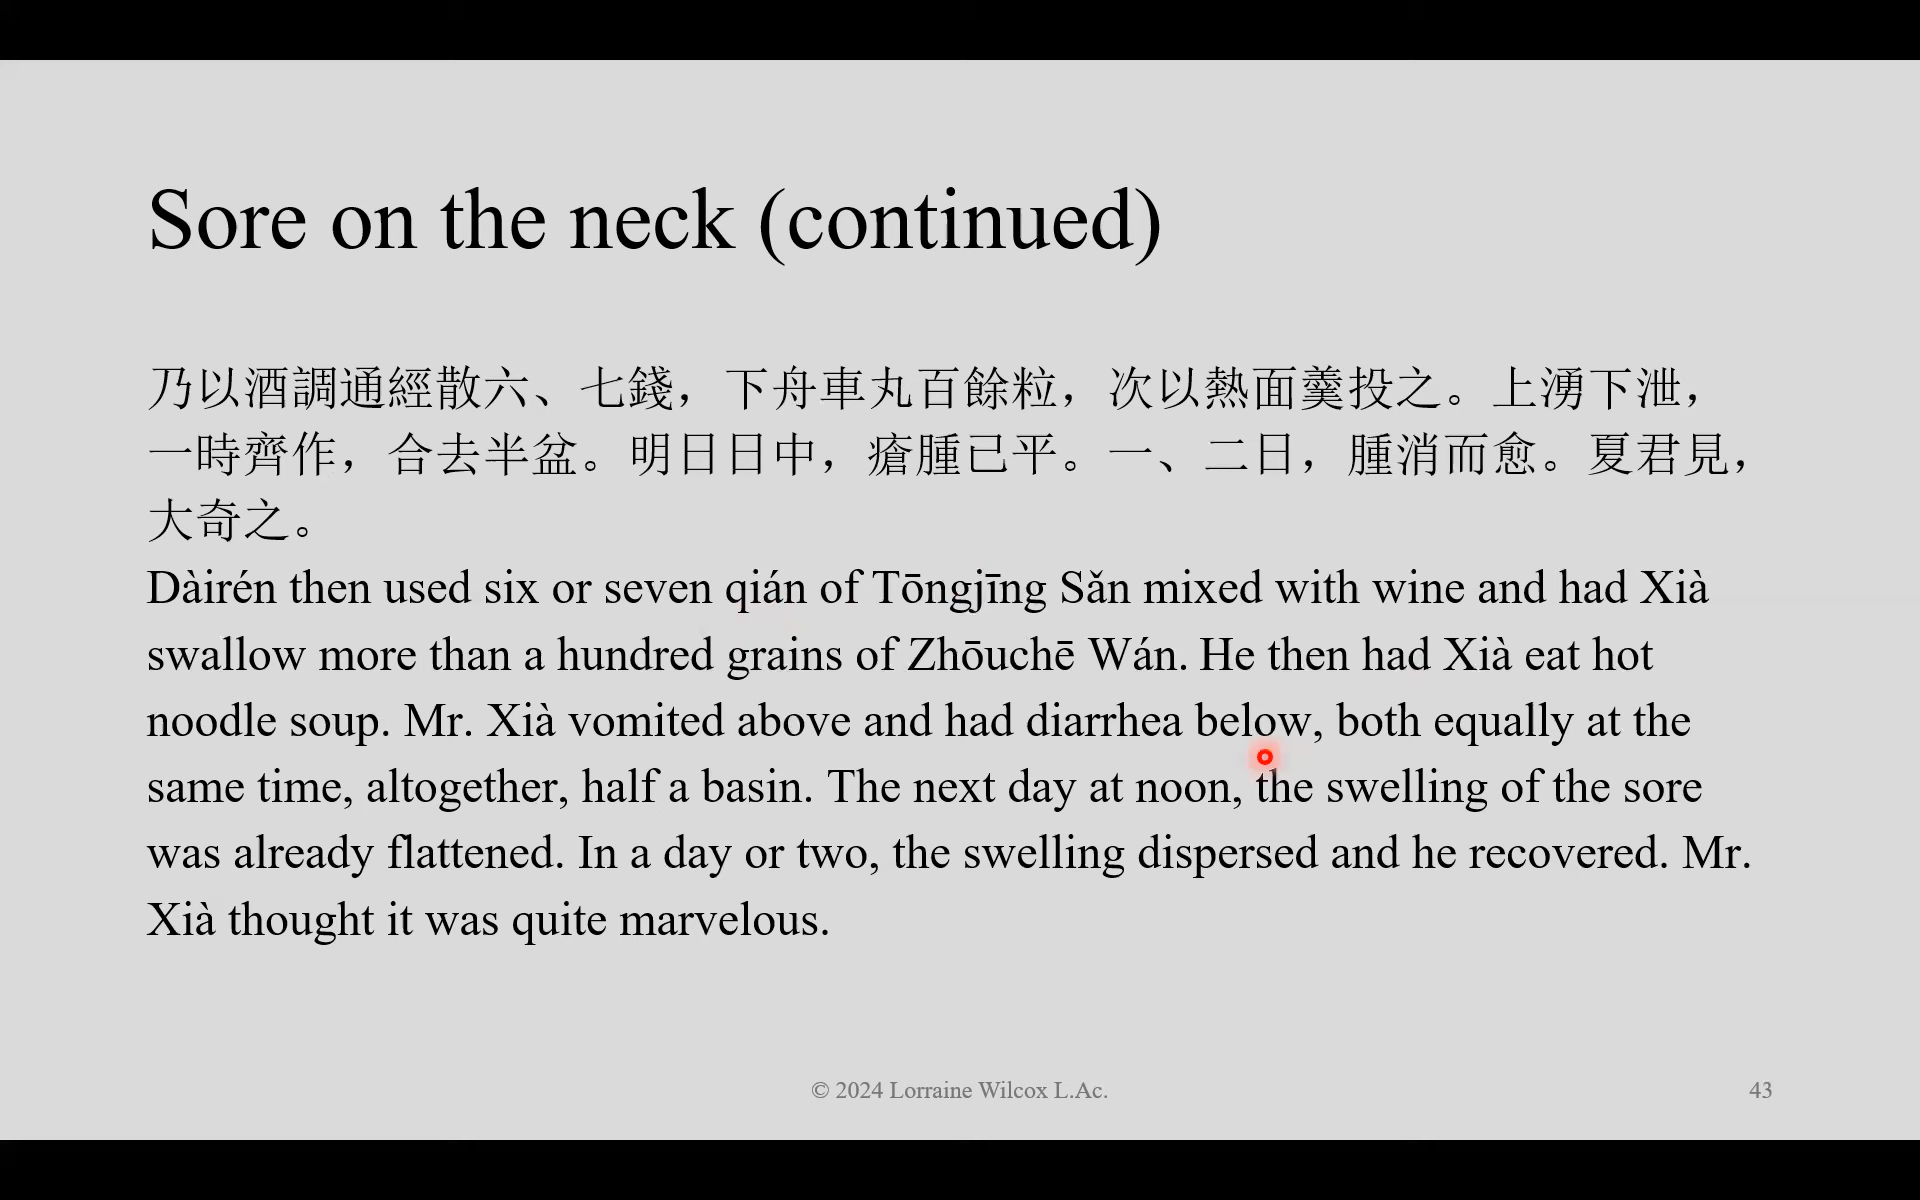 Sore on the neck (continued)
乃以酒調通經散六、七錢，下舟車丸百餘粒，次以熱面羹投之。上湧下泄，
一時齊作，合去半盆。明日日中，瘡腫已平。一、二日，腫消而愈。夏君見，
大奇之。
Dàirén then used six or seven qián of Tōngjīng Sǎn mixed with wine and had Xià
swallow more than a hundred grains of Zhōuchē Wán. He then had Xià eat hot
noodle soup. Mr. Xià vomited above and had diarrhea below, both equally at the
same time, altogether, half a basin. The next day at noon, the swelling of the sore
was already flattened. In a day or two, the swelling dispersed and he recovered. Mr.
Xià thought it was quite marvelous.
© 2024 Lorraine Wilcox L.Ac.
43